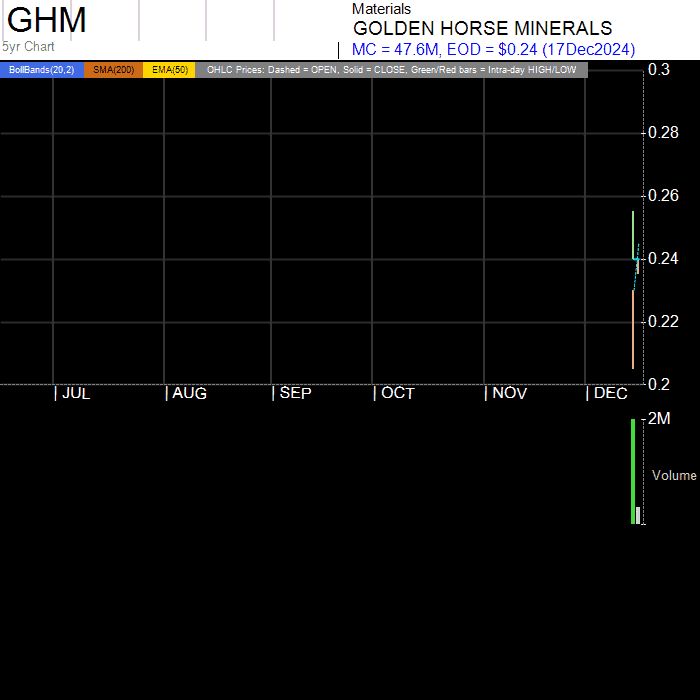 GHM
5yr Chart
Materials
GOLDEN HORSE MINERALS
MC = 47.6M, EOD = $0.24 (17Dec2024)
BollBands(20,2) SMA(200) EMA(50) OHLC Prices: Dashed = OPEN, Solid = CLOSE, Green/Red bars = Intra-day HIGH/LOW
0.3
0.28
0.26
0.24
0.22
0.2
| JUL | AUG | SEP | OCT | NOV | DEC
2M
Volume